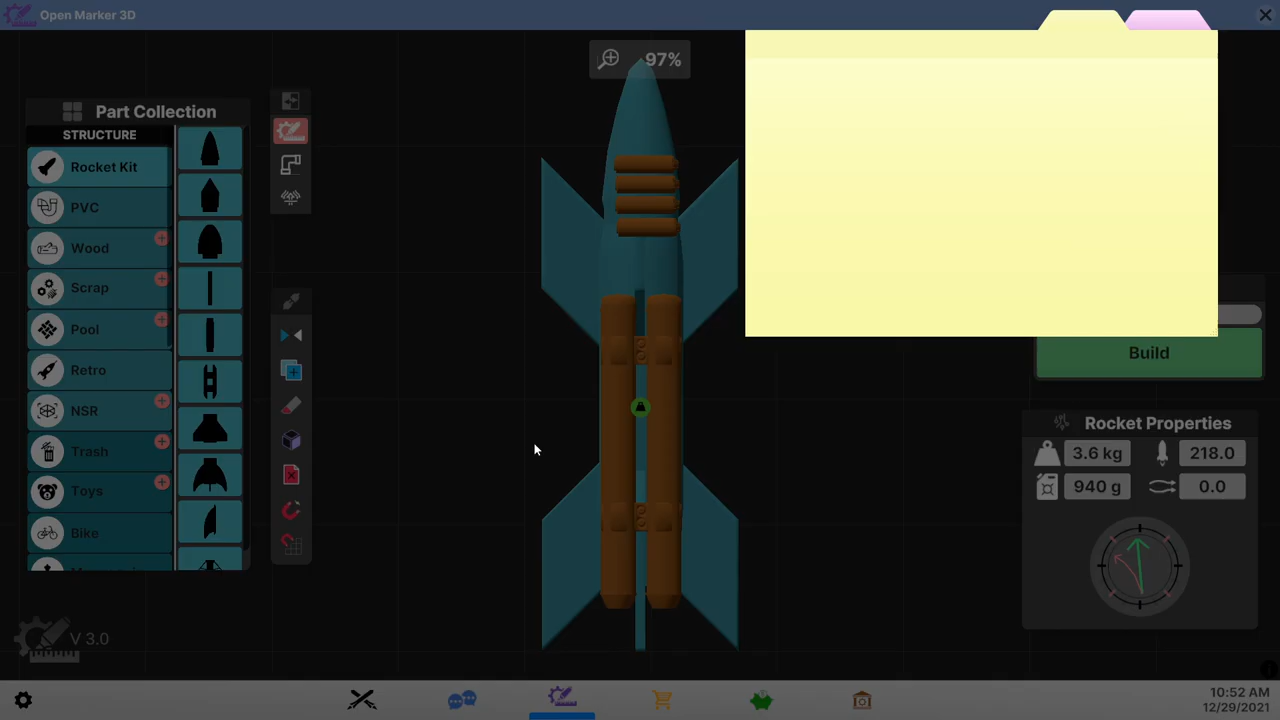 Open Marker 3D
97%
Part Collection
STRUCTURE
Rocket Kit
PVC
Wood
Scrap
Pool
Retro
NSR
Trash
Toys
Bike
Build
Rocket Properties
3.6 kg
218.0
940 g
0.0
V 3.0
10:52 AM
12/29/2021